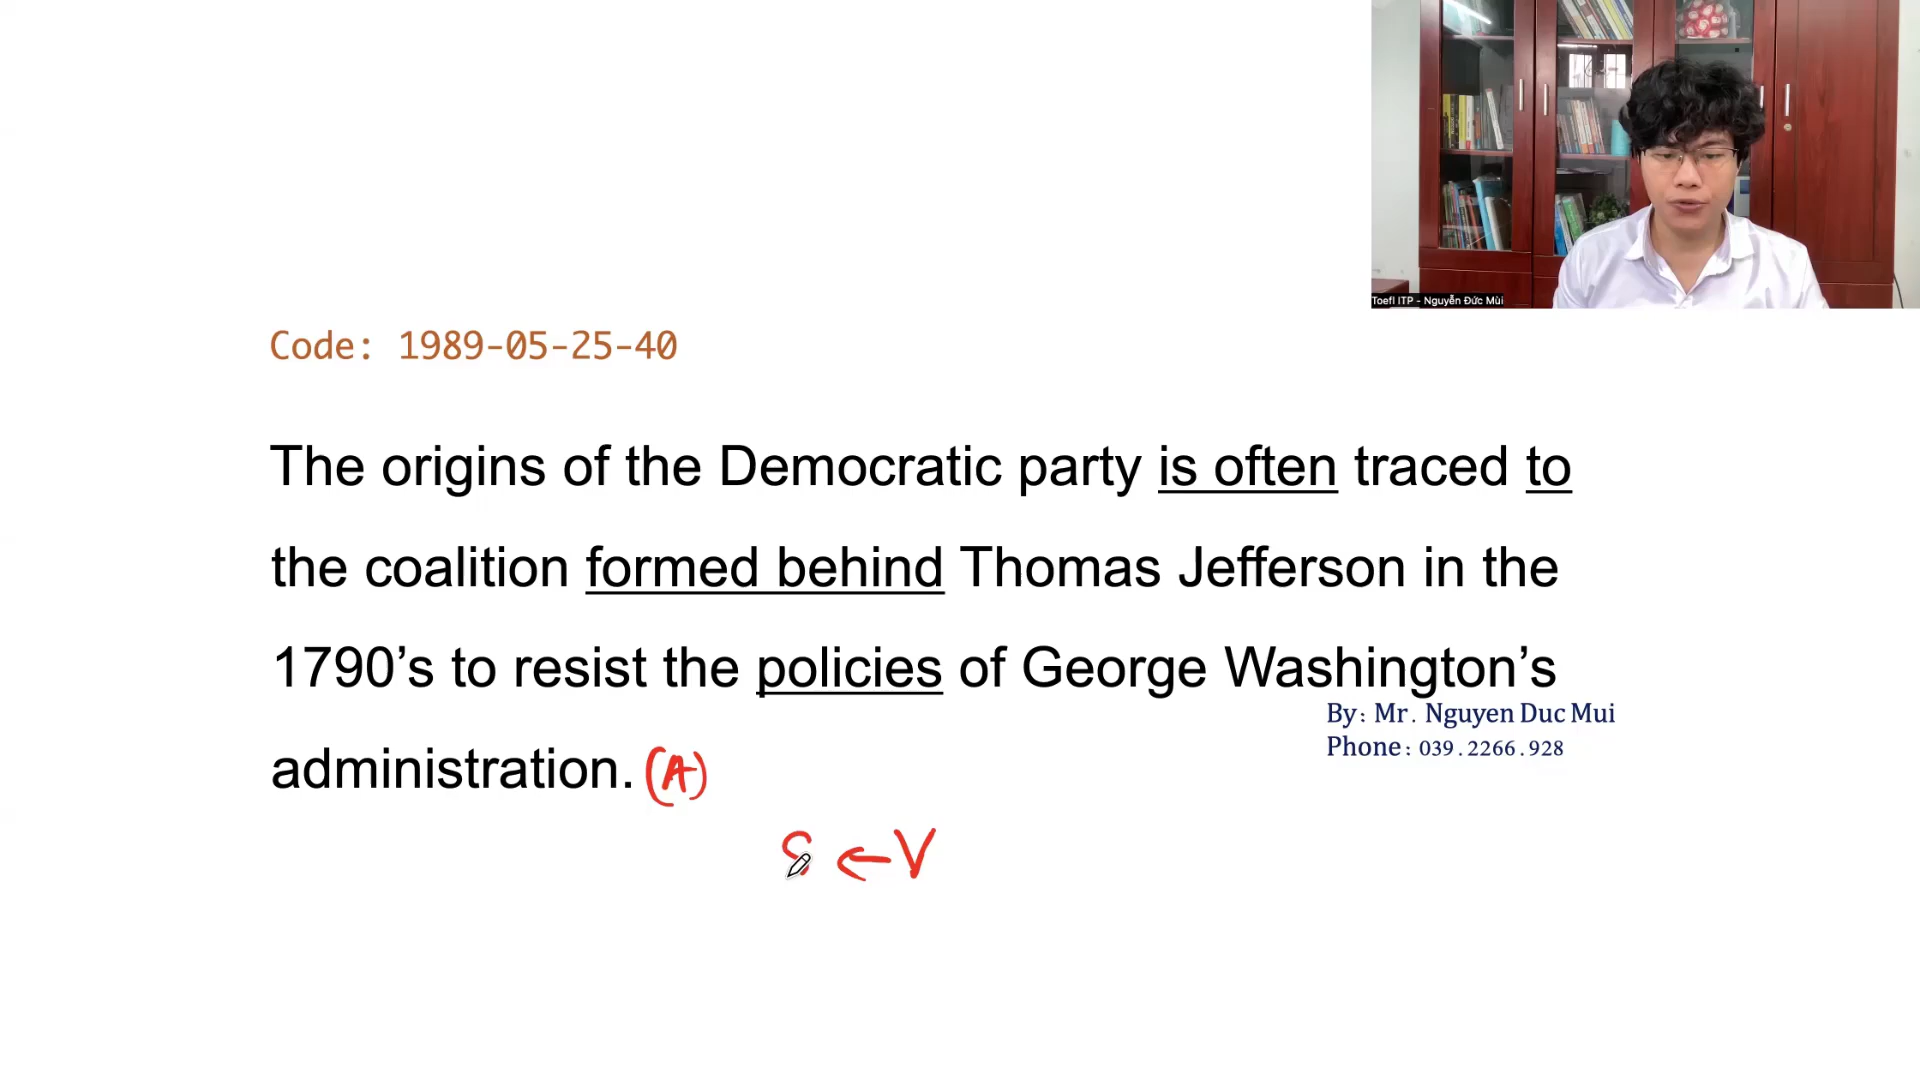 Toefl ITP - Nguyễn Đức Mùi
Code: 1989-05-25-40
The origins of the Democratic party is often traced to
the coalition formed behind Thomas Jefferson in the
1790’s to resist the policies of George Washington’s
By: Mr. Nguyen Duc Mui
Phone: 039.2266.928
administration. (A)
S ← V